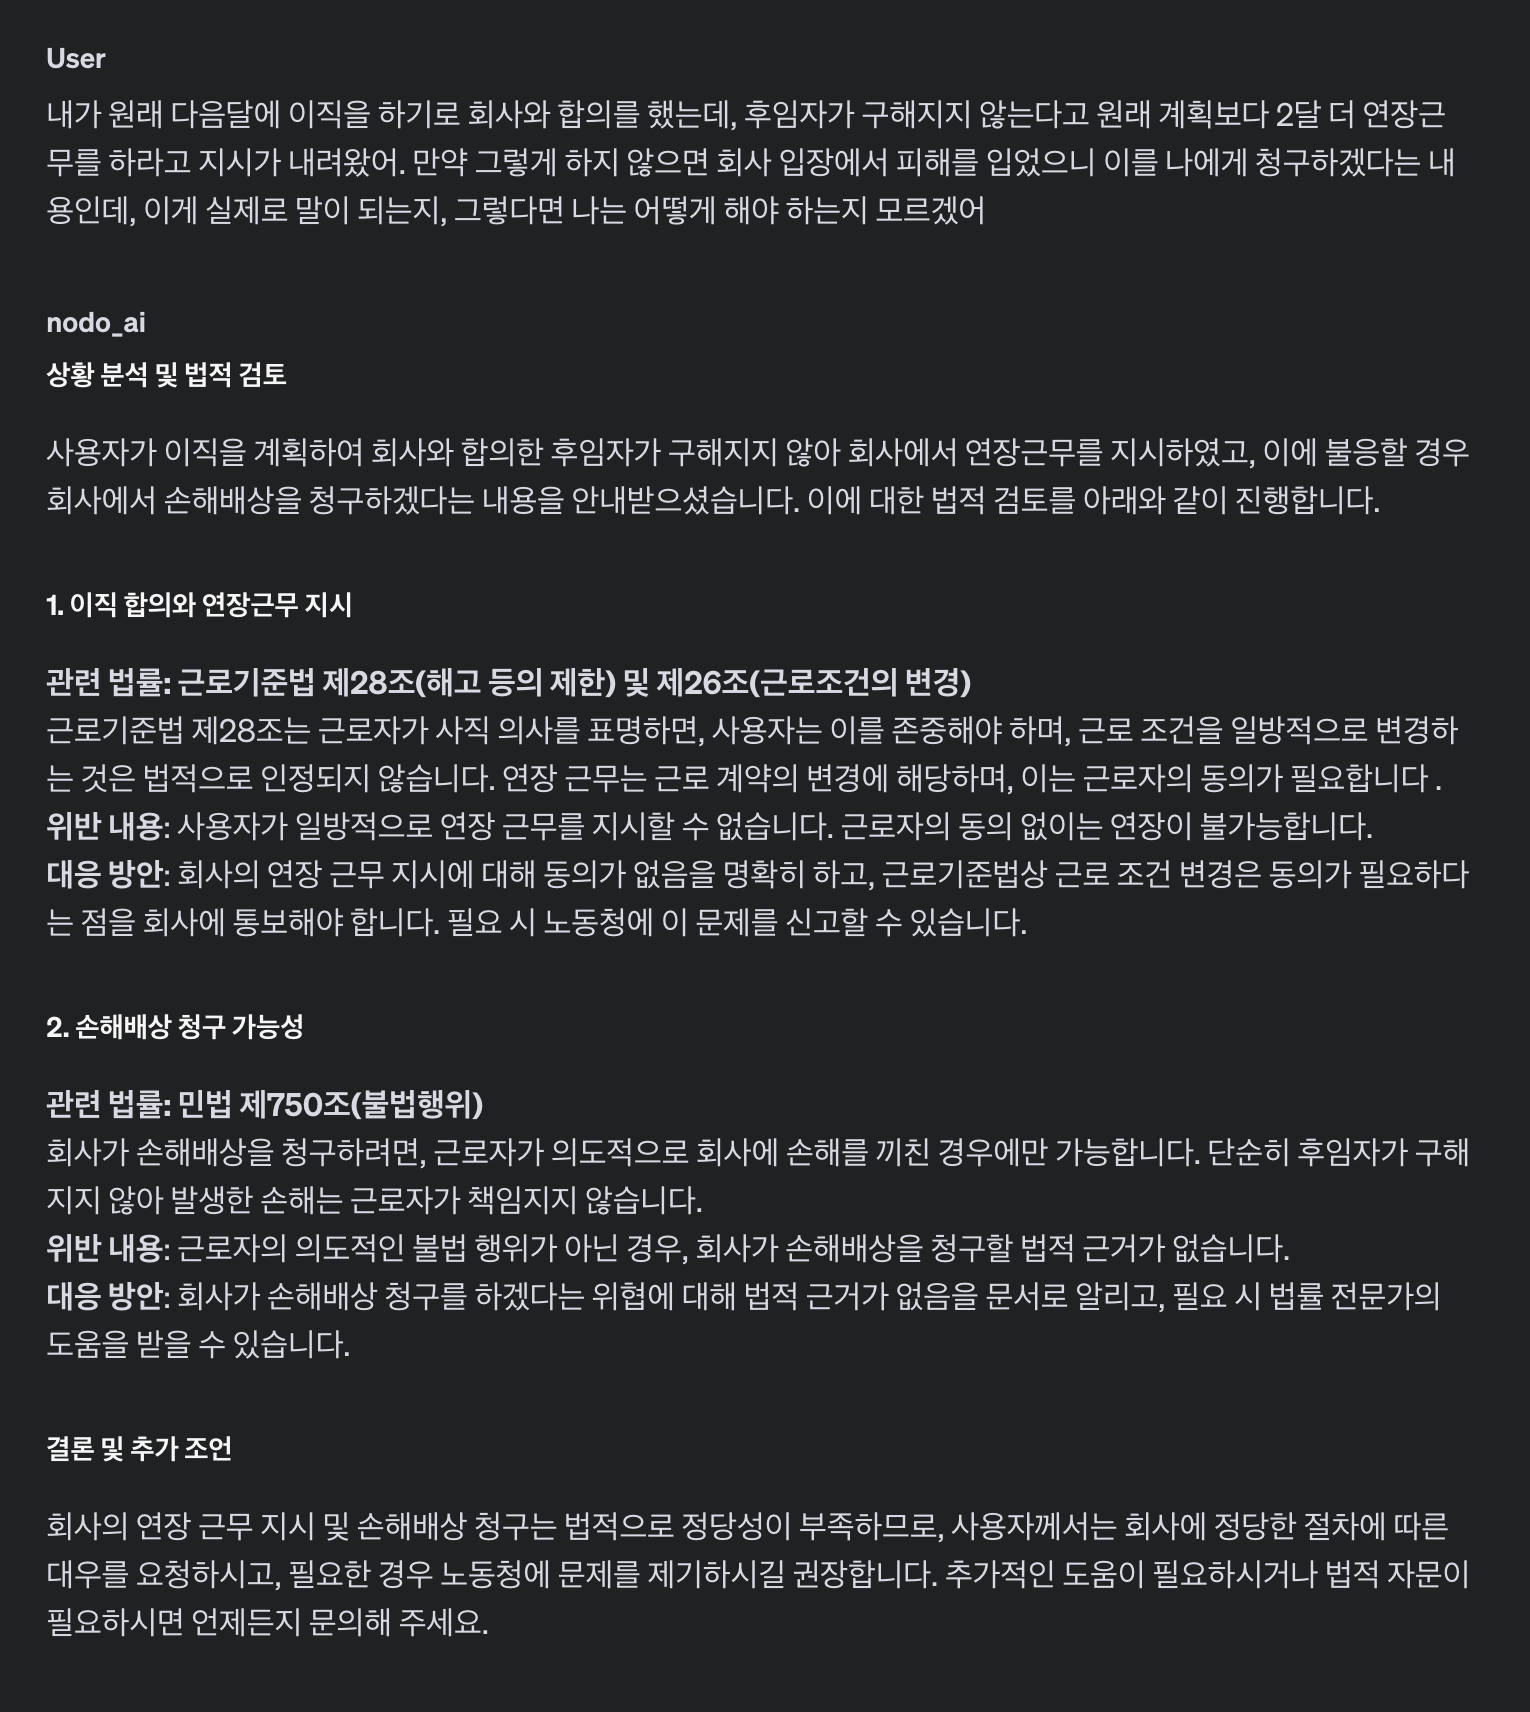 User
내가 원래 다음달에 이직을 하기로 회사와 합의를 했는데, 후임자가 구해지지 않는다고 원래 계획보다 2달 더 연장근
무를 하라고 지시가 내려왔어. 만약 그렇게 하지 않으면 회사 입장에서 피해를 입었으니 이를 나에게 청구하겠다는 내
용인데, 이게 실제로 말이 되는지, 그렇다면 나는 어떻게 해야 하는지 모르겠어
nodo_ai
상황 분석 및 법적 검토
사용자가 이직을 계획하여 회사와 합의한 후임자가 구해지지 않아 회사에서 연장근무를 지시하였고, 이에 불응할 경우
회사에서 손해배상을 청구하겠다는 내용을 안내받으셨습니다. 이에 대한 법적 검토를 아래와 같이 진행합니다.
1. 이직 합의와 연장근무 지시
관련 법률: 근로기준법 제28조(해고 등의 제한) 및 제26조(근로조건의 변경)
근로기준법 제28조는 근로자가 사직 의사를 표명하면, 사용자는 이를 존중해야 하며, 근로 조건을 일방적으로 변경하
는 것은 법적으로 인정되지 않습니다. 연장 근무는 근로 계약의 변경에 해당하며, 이는 근로자의 동의가 필요합니다 .
위반 내용: 사용자가 일방적으로 연장 근무를 지시할 수 없습니다. 근로자의 동의 없이는 연장이 불가능합니다.
대응 방안: 회사의 연장 근무 지시에 대해 동의가 없음을 명확히 하고, 근로기준법상 근로 조건 변경은 동의가 필요하다
는 점을 회사에 통보해야 합니다. 필요 시 노동청에 이 문제를 신고할 수 있습니다.
2. 손해배상 청구 가능성
관련 법률: 민법 제750조(불법행위)
회사가 손해배상을 청구하려면, 근로자가 의도적으로 회사에 손해를 끼친 경우에만 가능합니다. 단순히 후임자가 구해
지지 않아 발생한 손해는 근로자가 책임지지 않습니다.
위반 내용: 근로자의 의도적인 불법 행위가 아닌 경우, 회사가 손해배상을 청구할 법적 근거가 없습니다.
대응 방안: 회사가 손해배상 청구를 하겠다는 위협에 대해 법적 근거가 없음을 문서로 알리고, 필요 시 법률 전문가의
도움을 받을 수 있습니다.
결론 및 추가 조언
회사의 연장 근무 지시 및 손해배상 청구는 법적으로 정당성이 부족하므로, 사용자께서는 회사에 정당한 절차에 따른
대우를 요청하시고, 필요한 경우 노동청에 문제를 제기하시길 권장합니다. 추가적인 도움이 필요하시거나 법적 자문이
필요하시면 언제든지 문의해 주세요.